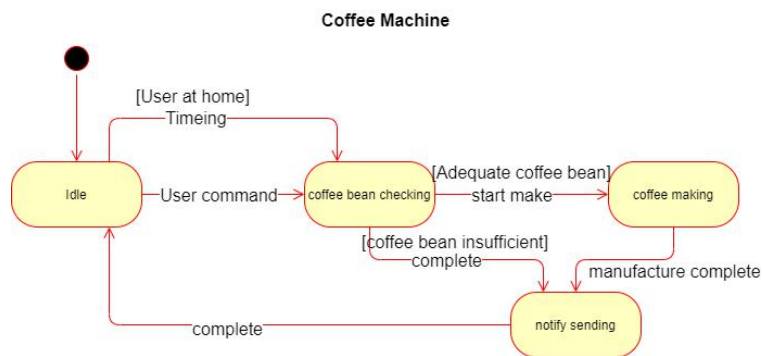 Coffee Machine
[User at home]
Timeing
Idle
User command
coffee bean checking
[Adequate coffee bean]
start make
coffee making
[coffee bean insufficient]
complete
manufacture complete
notify sending
complete